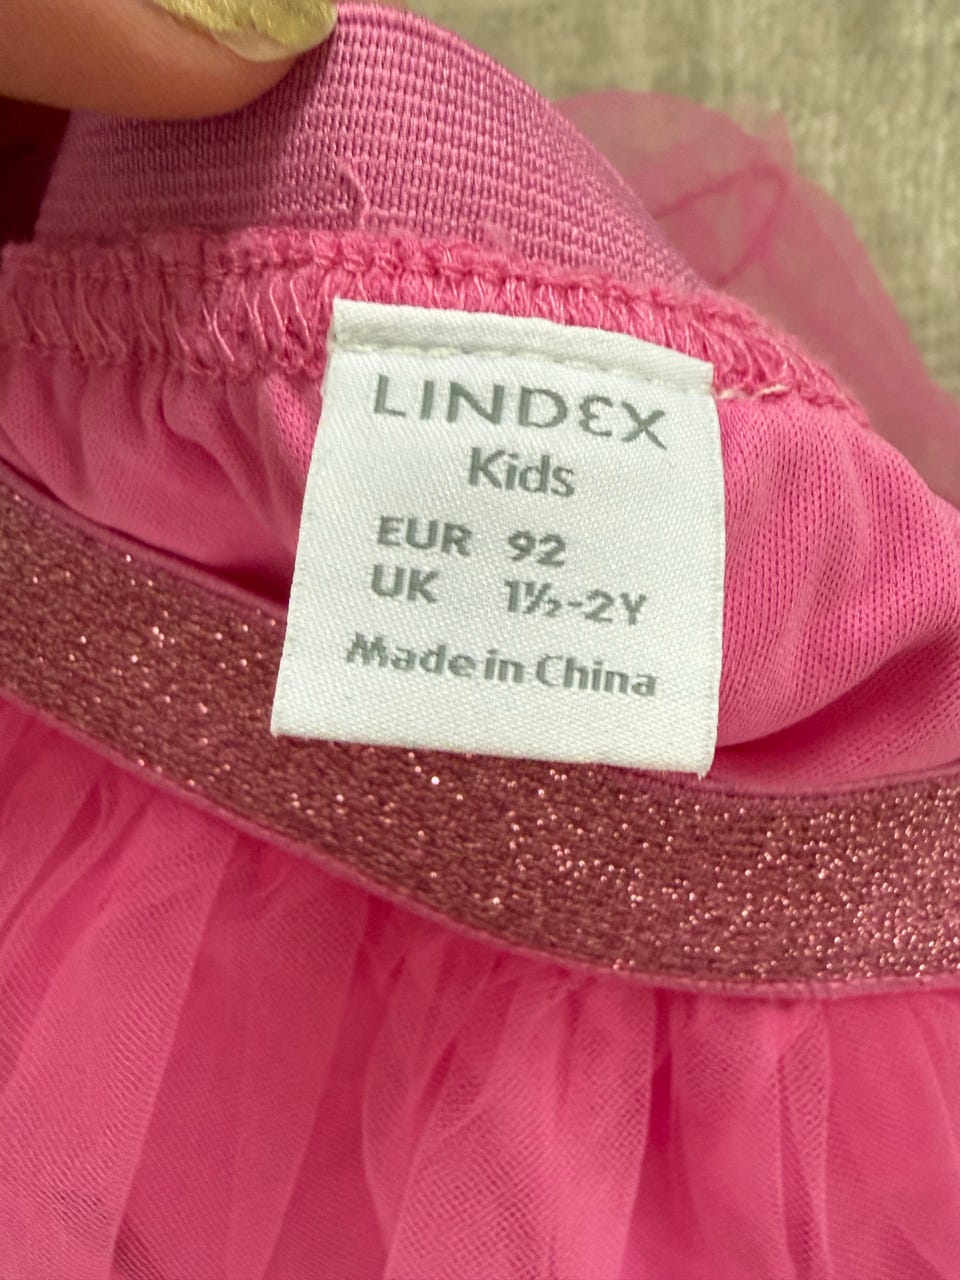 LINDEX
Kids
EUR 92
UK 1½-2Y
Made in China